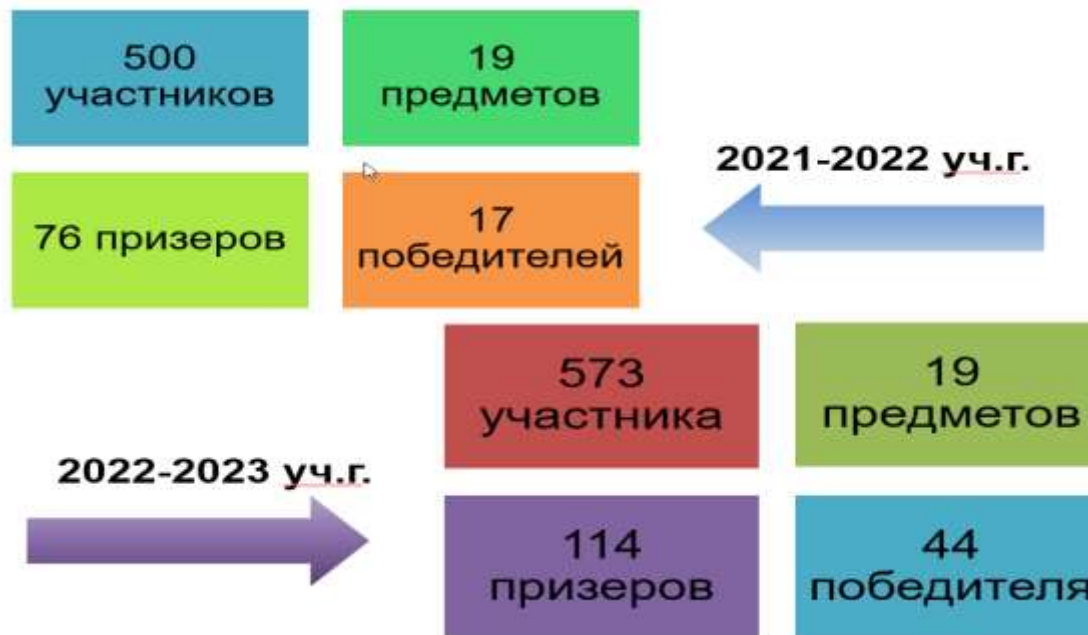 500
участников
19
предметов
2021-2022 уч.г.
76 призеров
17
победителей
573
участника
19
предметов
2022-2023 уч.г.
114
призеров
44
победителя